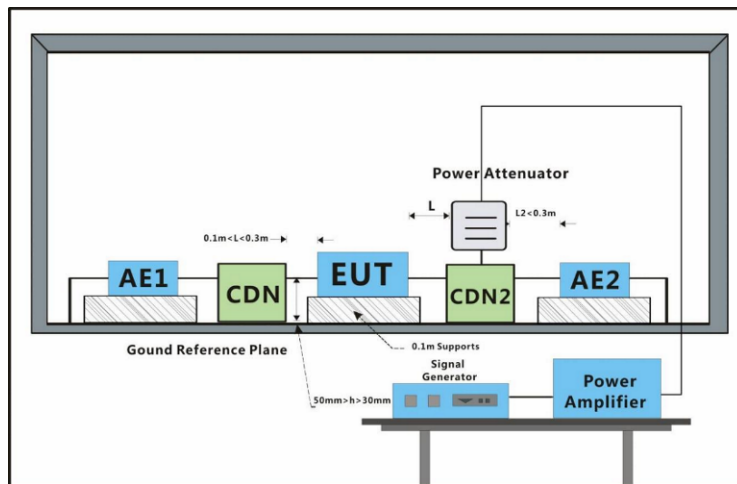 Power Attenuator
L
L2<0.3m
0.1m<L<0.3m
AE1
CDN
EUT
CDN2
AE2
Gound Reference Plane
0.1m Supports
Signal
Generator
50mm>h>30mm
Power
Amplifier